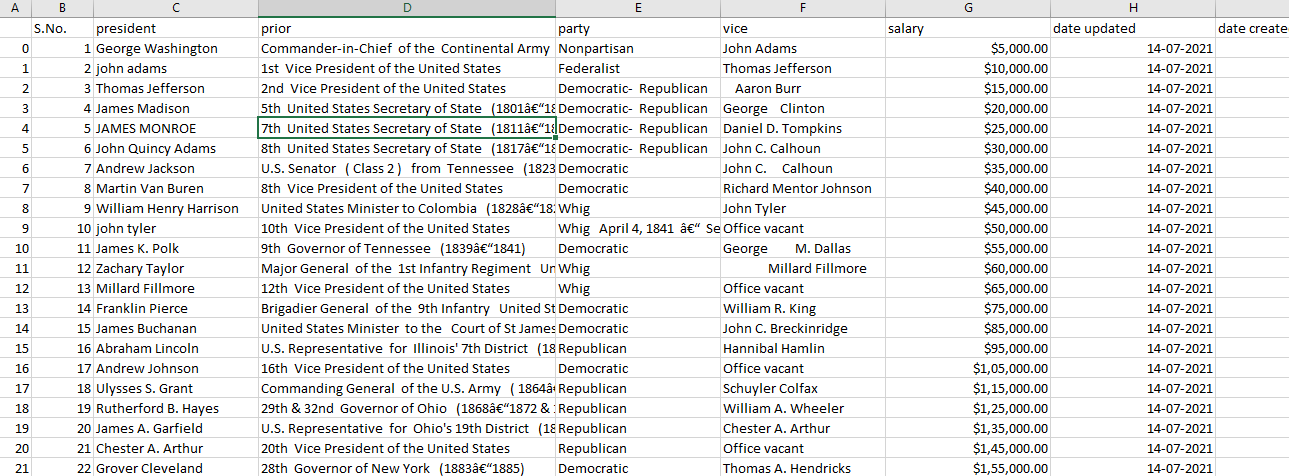 A B C D E F G H
S.No. president prior party vice salary date updated date create
0 1 George Washington Commander-in-Chief of the Continental Army Nonpartisan John Adams $5,000.00 14-07-2021
1 2 john adams 1st Vice President of the United States Federalist Thomas Jefferson $10,000.00 14-07-2021
2 3 Thomas Jefferson 2nd Vice President of the United States Democratic- Republican Aaron Burr $15,000.00 14-07-2021
3 4 James Madison 5th United States Secretary of State (1801â€“18 Democratic- Republican George Clinton $20,000.00 14-07-2021
4 5 JAMES MONROE 7th United States Secretary of State (1811â€“18 Democratic- Republican Daniel D. Tompkins $25,000.00 14-07-2021
5 6 John Quincy Adams 8th United States Secretary of State (1817â€“18 Democratic- Republican John C. Calhoun $30,000.00 14-07-2021
6 7 Andrew Jackson U.S. Senator ( Class 2 ) from Tennessee (1823 Democratic John C. Calhoun $35,000.00 14-07-2021
7 8 Martin Van Buren 8th Vice President of the United States Democratic Richard Mentor Johnson $40,000.00 14-07-2021
8 9 William Henry Harrison United States Minister to Colombia (1828â€“18 Whig John Tyler $45,000.00 14-07-2021
9 10 john tyler 10th Vice President of the United States Whig April 4, 1841 â€“ Se Office vacant $50,000.00 14-07-2021
10 11 James K. Polk 9th Governor of Tennessee (1839â€“1841) Democratic George M. Dallas $55,000.00 14-07-2021
11 12 Zachary Taylor Major General of the 1st Infantry Regiment Un Whig Millard Fillmore $60,000.00 14-07-2021
12 13 Millard Fillmore 12th Vice President of the United States Whig Office vacant $65,000.00 14-07-2021
13 14 Franklin Pierce Brigadier General of the 9th Infantry United St Democratic William R. King $75,000.00 14-07-2021
14 15 James Buchanan United States Minister to the Court of St James Democratic John C. Breckinridge $85,000.00 14-07-2021
15 16 Abraham Lincoln U.S. Representative for Illinois' 7th District (18 Republican Hannibal Hamlin $95,000.00 14-07-2021
16 17 Andrew Johnson 16th Vice President of the United States Democratic Office vacant $1,05,000.00 14-07-2021
17 18 Ulysses S. Grant Commanding General of the U.S. Army ( 1864â Republican Schuyler Colfax $1,15,000.00 14-07-2021
18 19 Rutherford B. Hayes 29th & 32nd Governor of Ohio (1868â€“1872 & Republican William A. Wheeler $1,25,000.00 14-07-2021
19 20 James A. Garfield U.S. Representative for Ohio's 19th District (18 Republican Chester A. Arthur $1,35,000.00 14-07-2021
20 21 Chester A. Arthur 20th Vice President of the United States Republican Office vacant $1,45,000.00 14-07-2021
21 22 Grover Cleveland 28th Governor of New York (1883â€“1885) Democratic Thomas A. Hendricks $1,55,000.00 14-07-2021